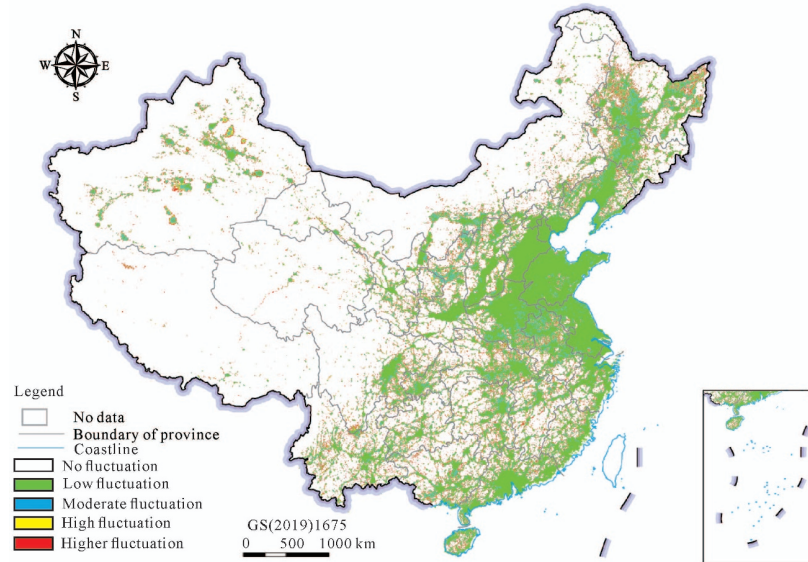 N
W E
S
Legend
No data
Boundary of province
Coastline
No fluctuation
Low fluctuation
Moderate fluctuation
High fluctuation
Higher fluctuation
GS(2019)1675
0 500 1000 km